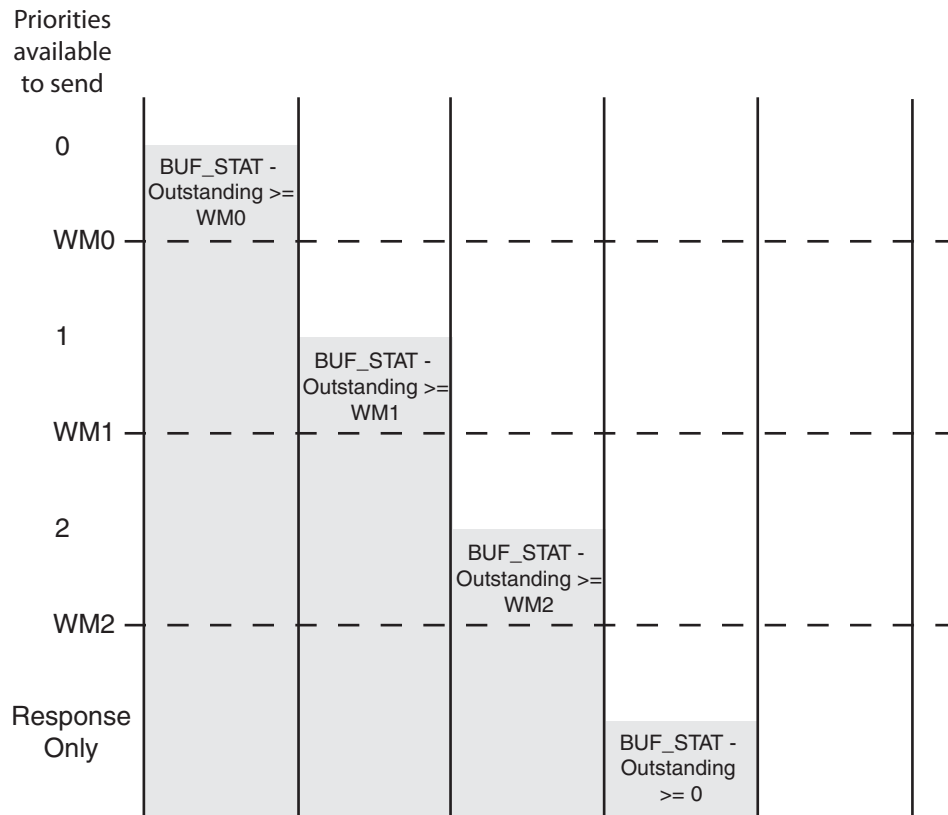 Priorities
available
to send
0
BUF_STAT -
Outstanding >=
WM0
WM0
1
BUF_STAT -
Outstanding >=
WM1
WM1
2
BUF_STAT -
Outstanding >=
WM2
WM2
Response
Only
BUF_STAT -
Outstanding
>= 0